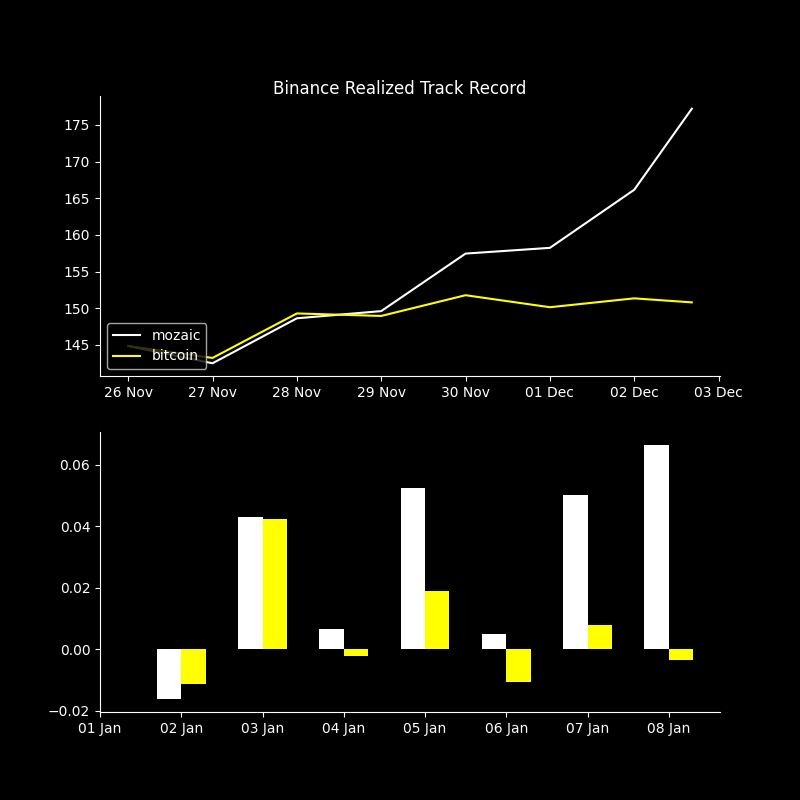 Binance Realized Track Record
175
170
165
160
155
150
145
mozaic
bitcoin
26 Nov 27 Nov 28 Nov 29 Nov 30 Nov 01 Dec 02 Dec 03 Dec
0.06
0.04
0.02
0.00
−0.02
01 Jan 02 Jan 03 Jan 04 Jan 05 Jan 06 Jan 07 Jan 08 Jan